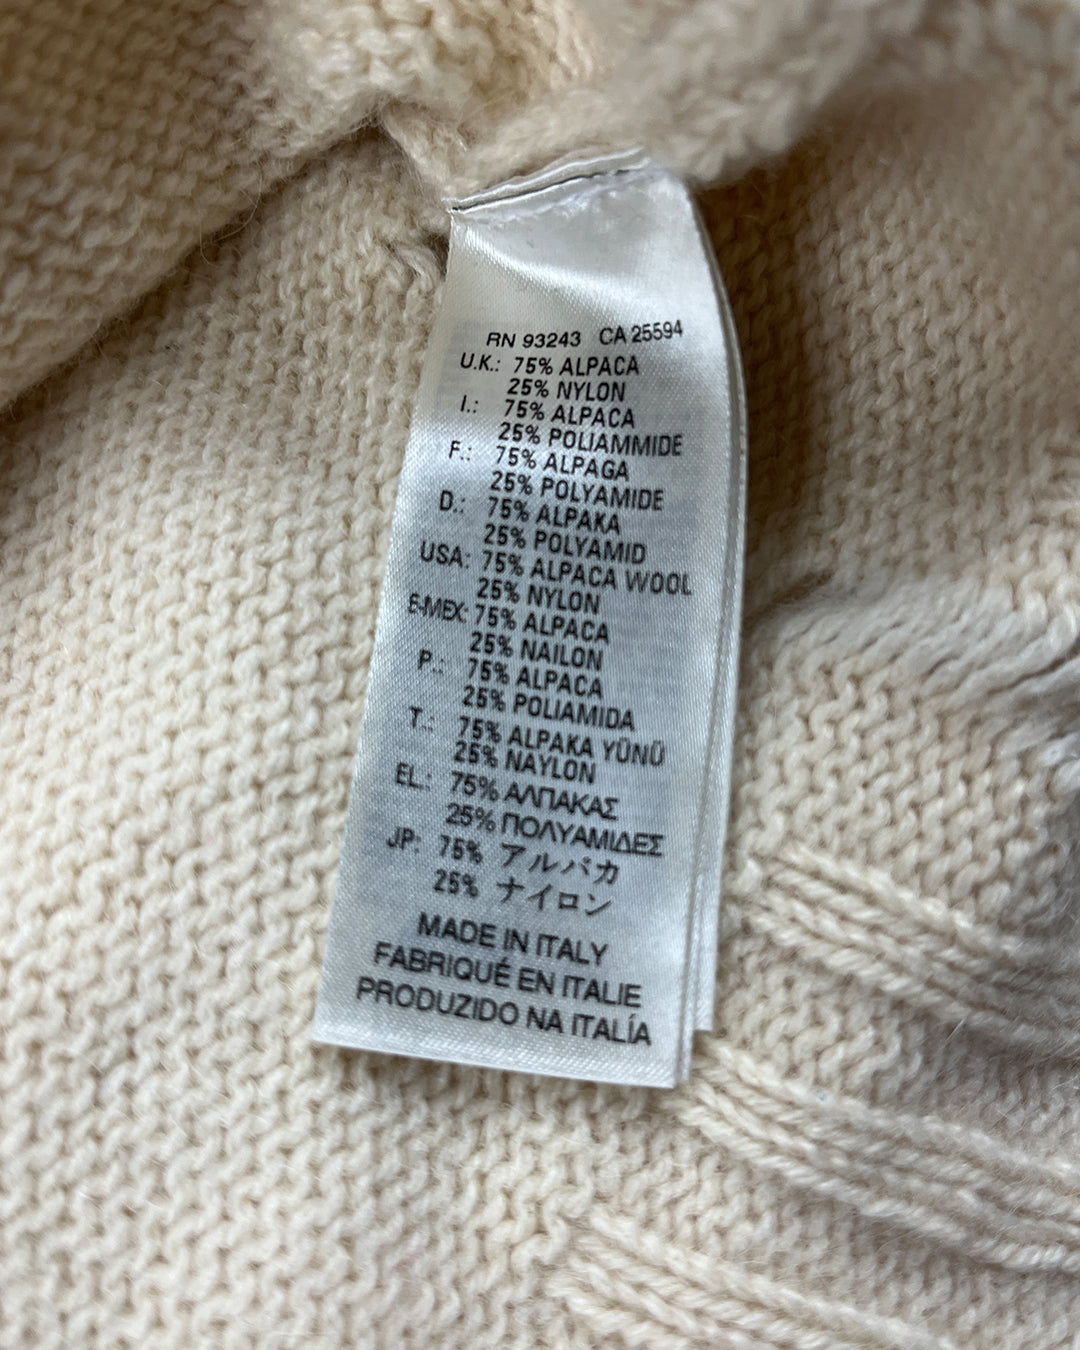 RN 93243 CA 25594
U.K.: 75% ALPACA
25% NYLON
I.: 75% ALPACA
25% POLIAMMIDE
F.: 75% ALPAGA
25% POLYAMIDE
D.: 75% ALPAKA
25% POLYAMID
USA: 75% ALPACA WOOL
25% NYLON
E-MEX: 75% ALPACA
25% NAILON
P.: 75% ALPACA
25% POLIAMIDA
T.: 75% ALPAKA YÜNÜ
25% NAYLON
EL.: 75% ΑΛΠΑΚΑΣ
25% ΠΟΛΥΑΜΙΔΕΣ
JP: 75% アルパカ
25% ナイロン
MADE IN ITALY
FABRIQUÉ EN ITALIE
PRODUZIDO NA ITALÍA